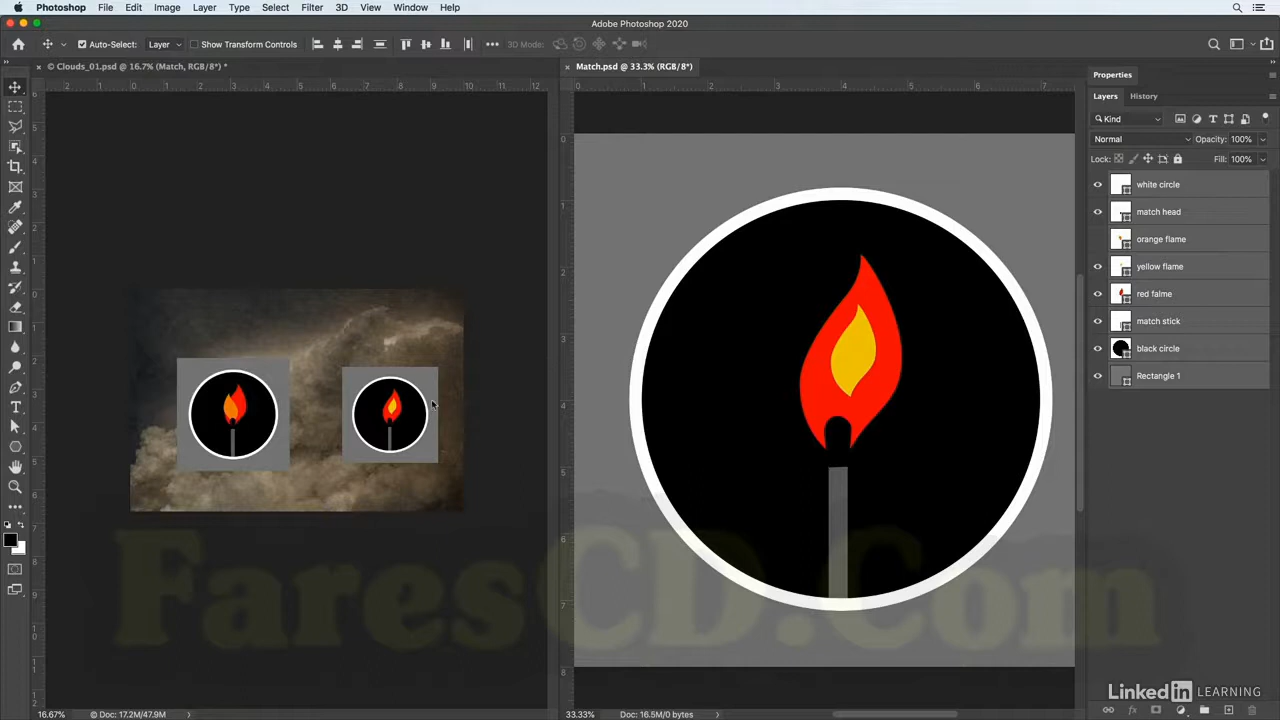 Photoshop File Edit Image Layer Type Select Filter 3D View Window Help
Adobe Photoshop 2020
Auto-Select: Layer Show Transform Controls 3D Mode:
× © Clouds_01.psd @ 16.7% (Match, RGB/8*) *
× Match.psd @ 33.3% (RGB/8*)
Properties
Layers History
Kind
Normal Opacity: 100%
Lock: Fill: 100%
white circle
match head
orange flame
yellow flame
red falme
match stick
black circle
Rectangle 1
FaresCD.Com
LinkedIn LEARNING
16.67% © Doc: 17.2M/47.9M
33.33% Doc: 16.5M/0 bytes